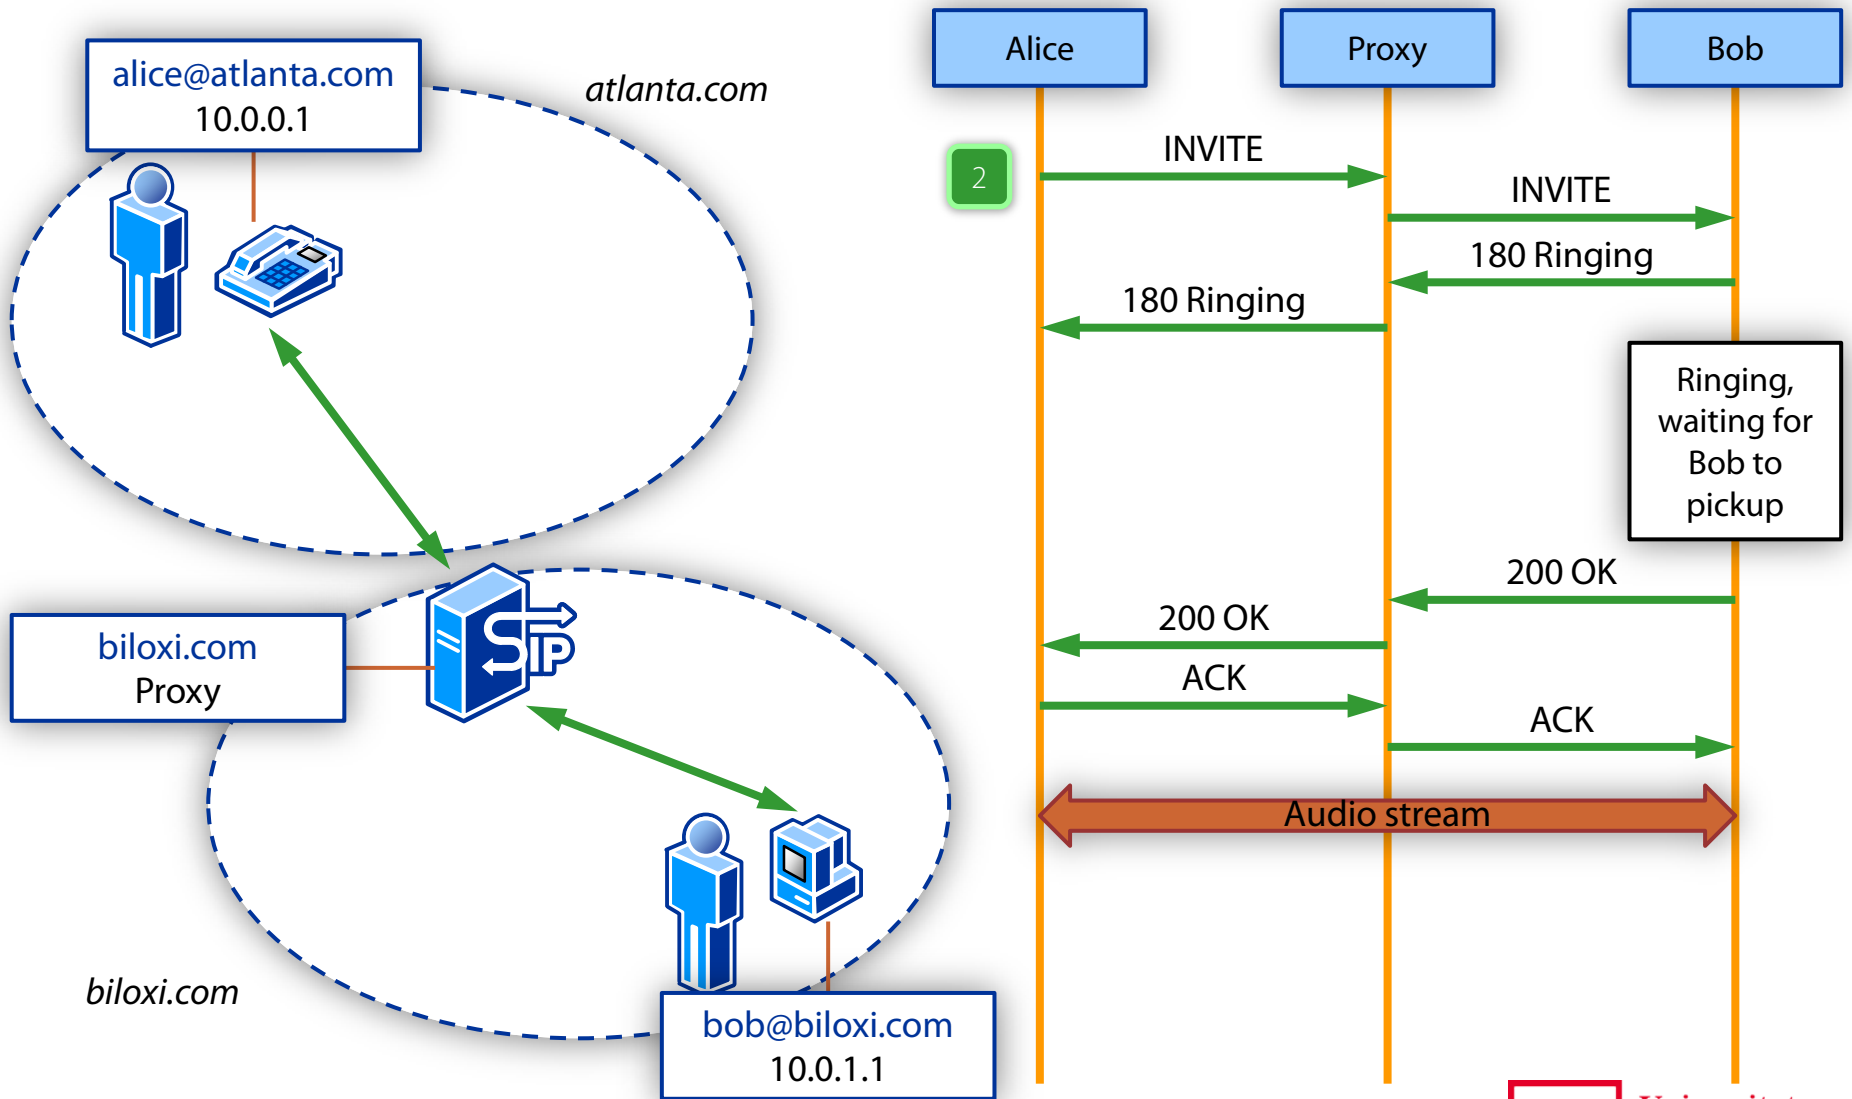 alice@atlanta.com
10.0.0.1
atlanta.com
biloxi.com
Proxy
SIP
biloxi.com
bob@biloxi.com
10.0.1.1
Alice
Proxy
Bob
2
INVITE
INVITE
180 Ringing
180 Ringing
Ringing,
waiting for
Bob to
pickup
200 OK
200 OK
ACK
ACK
Audio stream